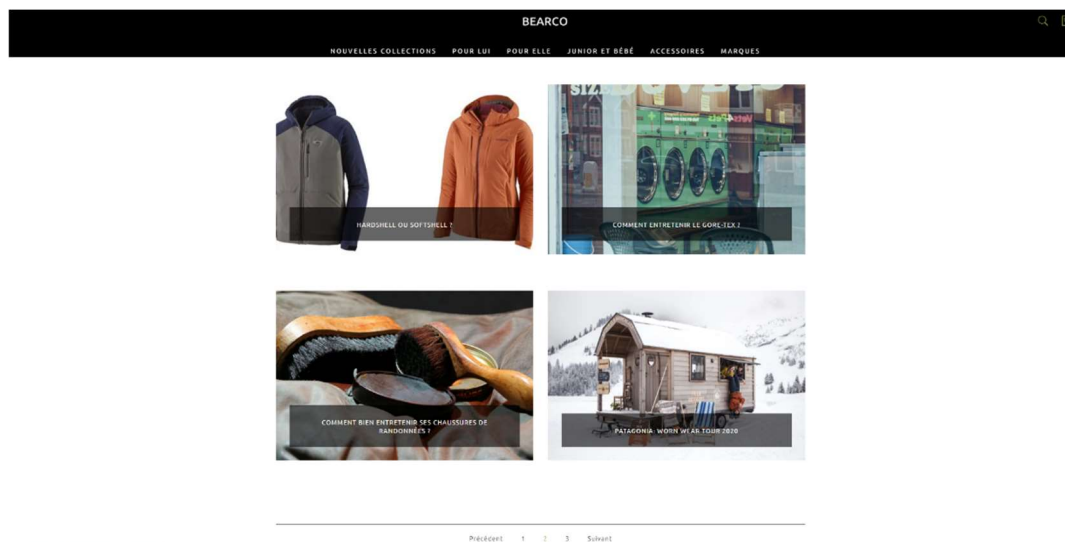 BEARCO
NOUVELLES COLLECTIONS POUR LUI POUR ELLE JUNIOR ET BÉBÉ ACCESSOIRES MARQUES
HARDSHELL OU SOFTSHELL ?
COMMENT ENTRETENIR LE GORE-TEX ?
COMMENT BIEN ENTRETENIR SES CHAUSSURES DE
RANDONNÉES ?
PATAGONIA: WORN WEAR TOUR 2020
Précédent 1 2 3 Suivant